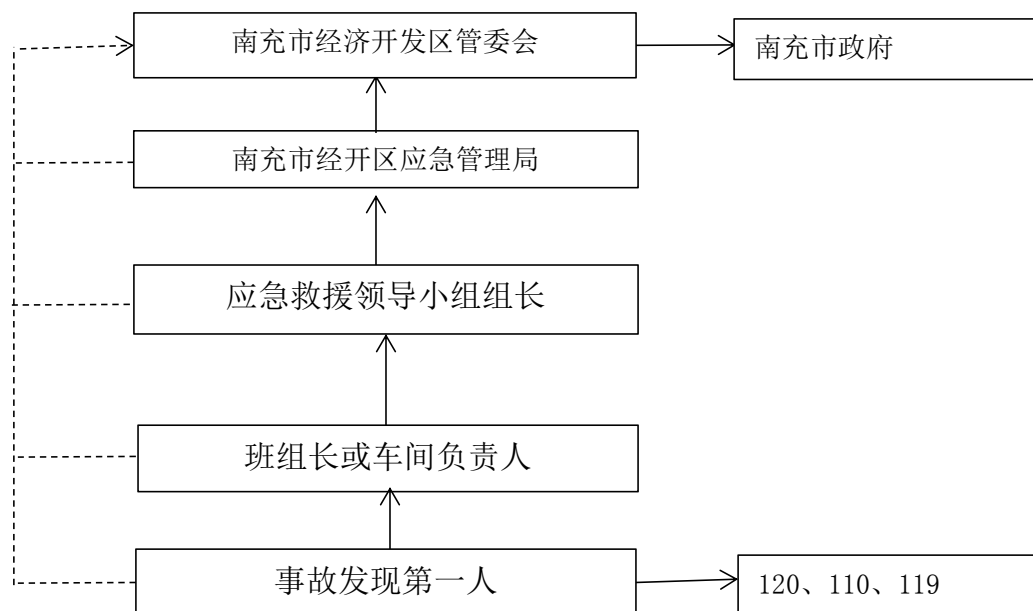 南充市经济开发区管委会
南充市政府
南充市经开区应急管理局
应急救援领导小组组长
班组长或车间负责人
事故发现第一人
120、110、119